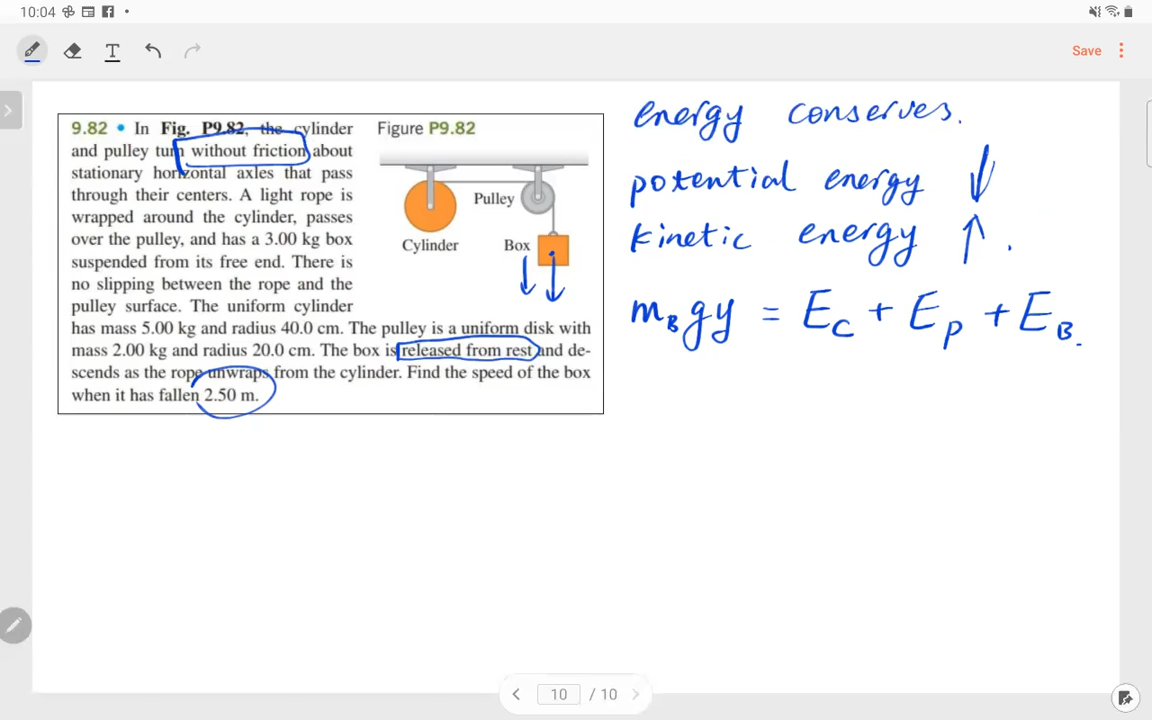 10:04
Save
9.82 • In Fig. P9.82, the cylinder
and pulley turn without friction about
stationary horizontal axles that pass
through their centers. A light rope is
wrapped around the cylinder, passes
over the pulley, and has a 3.00 kg box
suspended from its free end. There is
no slipping between the rope and the
pulley surface. The uniform cylinder
has mass 5.00 kg and radius 40.0 cm. The pulley is a uniform disk with
mass 2.00 kg and radius 20.0 cm. The box is released from rest and de-
scends as the rope unwraps from the cylinder. Find the speed of the box
when it has fallen 2.50 m.
Figure P9.82
Pulley
Cylinder
Box
energy conserves.
potential energy ↓
kinetic energy ↑.
m_B g y = E_C + E_P + E_B.
10 / 10